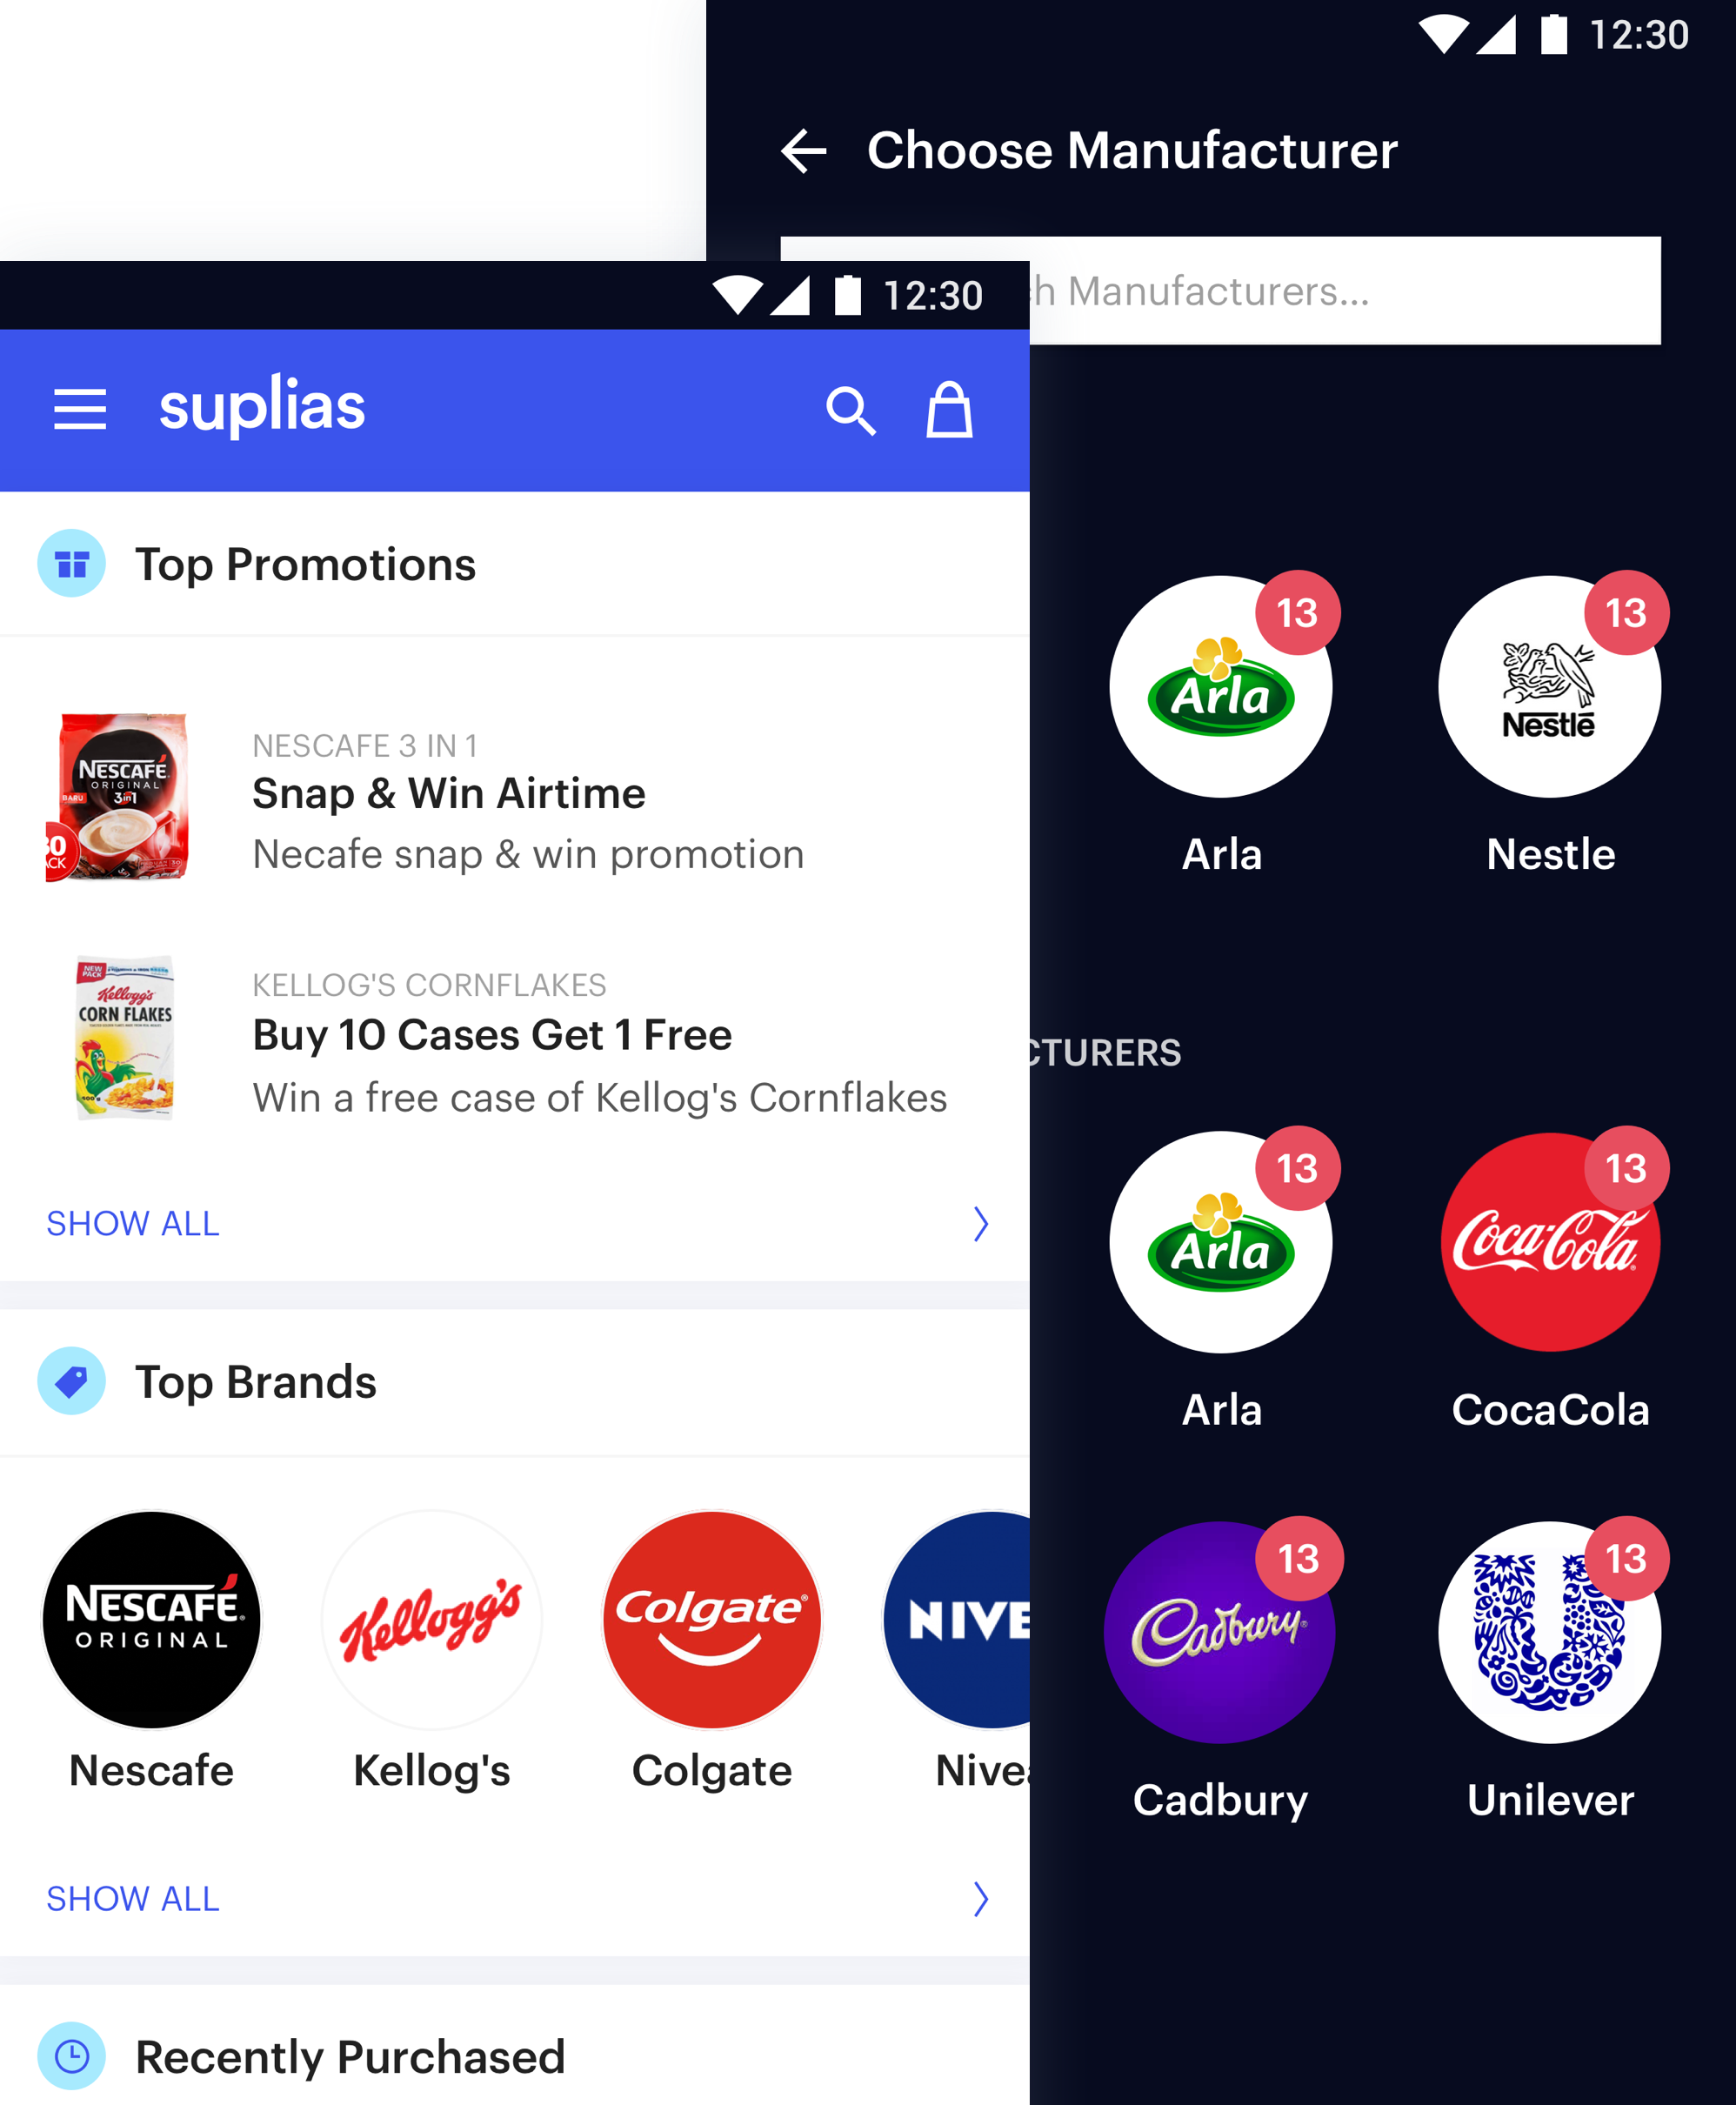 12:30
Choose Manufacturer
Manufacturers...
12:30
suplias
Top Promotions
NESCAFÉ
ORIGINAL
3in1
BARU
NESCAFE 3 IN 1
Snap & Win Airtime
Necafe snap & win promotion
NEW PACK
Kellogg's
CORN FLAKES
KELLOG'S CORNFLAKES
Buy 10 Cases Get 1 Free
Win a free case of Kellog's Cornflakes
SHOW ALL
Top Brands
NESCAFÉ
ORIGINAL
Kellogg's
Colgate
NIVE
Nescafe
Kellog's
Colgate
Nivea
SHOW ALL
Recently Purchased
13
Arla
13
Nestlé
Arla
Nestle
CTURERS
13
Arla
13
Coca-Cola
Arla
CocaCola
13
Cadbury
13
Cadbury
Unilever